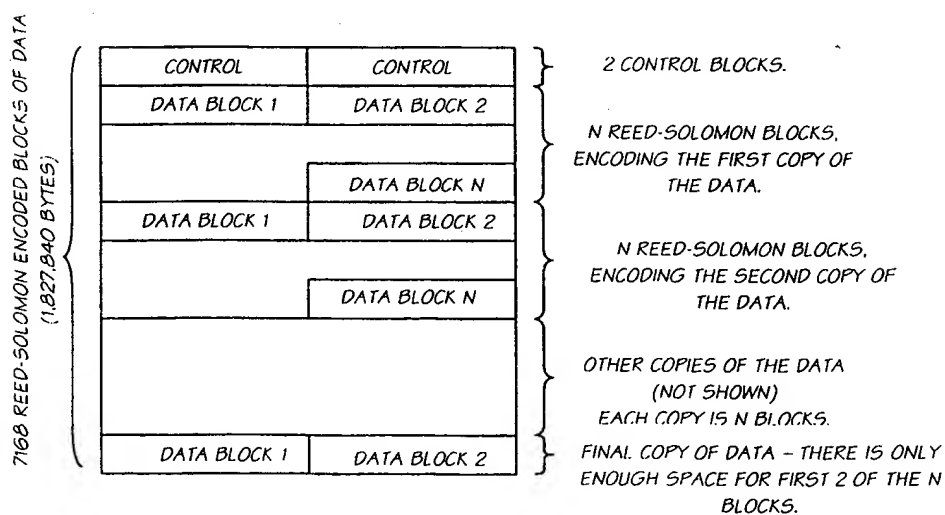 7168 REED-SOLOMON ENCODED BLOCKS OF DATA
(1,827,840 BYTES)
CONTROL CONTROL
2 CONTROL BLOCKS.
DATA BLOCK 1 DATA BLOCK 2
N REED-SOLOMON BLOCKS,
ENCODING THE FIRST COPY OF
THE DATA.
DATA BLOCK N
DATA BLOCK 1 DATA BLOCK 2
N REED-SOLOMON BLOCKS,
ENCODING THE SECOND COPY OF
THE DATA.
DATA BLOCK N
OTHER COPIES OF THE DATA
(NOT SHOWN)
EACH COPY IS N BLOCKS.
DATA BLOCK 1 DATA BLOCK 2
FINAL COPY OF DATA – THERE IS ONLY
ENOUGH SPACE FOR FIRST 2 OF THE N
BLOCKS.